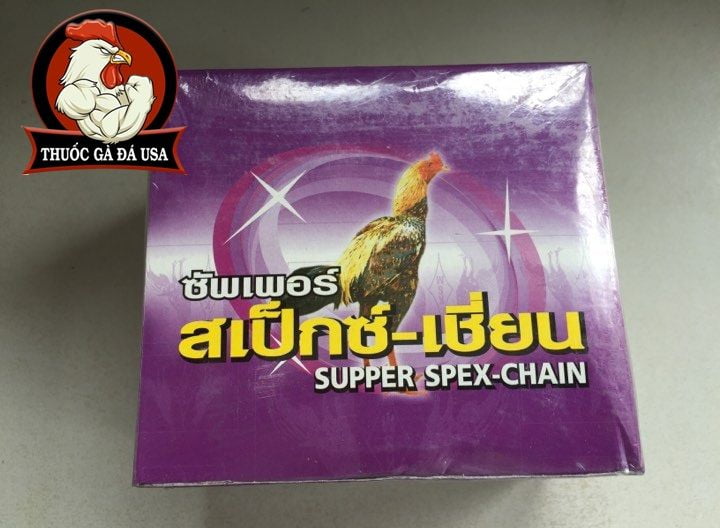 THUỐC GÀ ĐÁ USA
ซัพเพอร์
สเป็กซ์-เชี่ยน
SUPPER SPEX-CHAIN